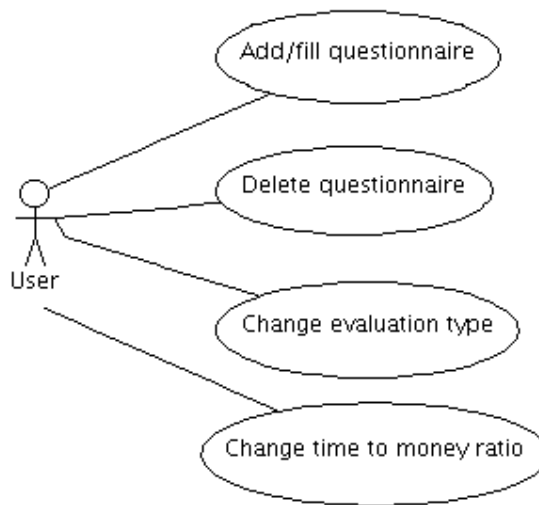 Add/fill questionnaire
Delete questionnaire
User
Change evaluation type
Change time to money ratio